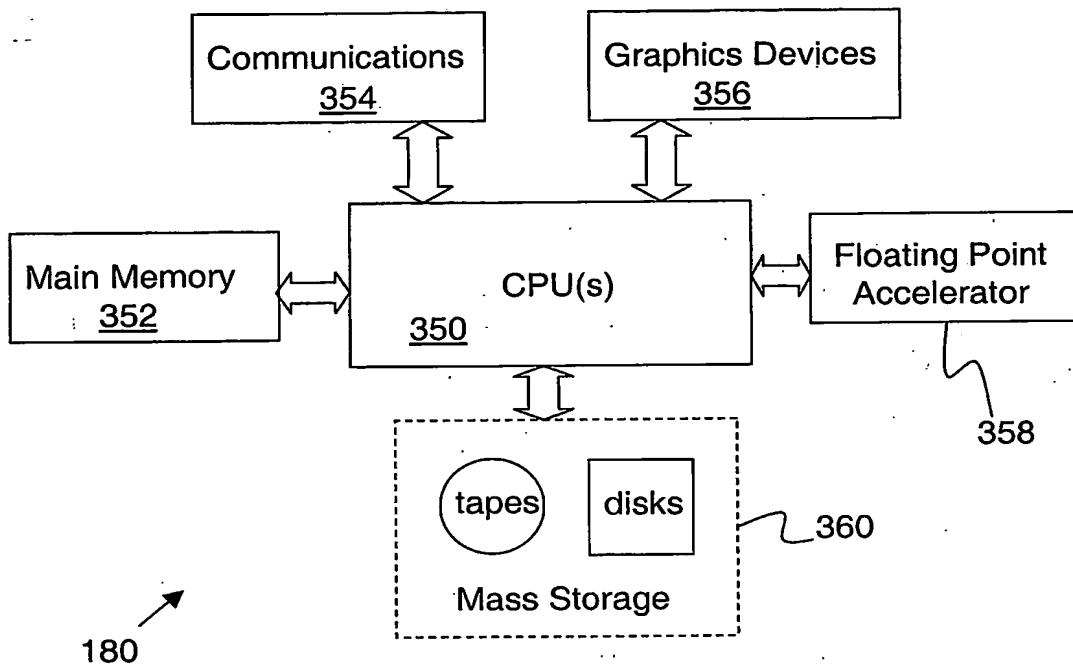 Communications
354
Graphics Devices
356
Main Memory
352
CPU(s)
350
Floating Point
Accelerator
358
tapes
disks
360
Mass Storage
180